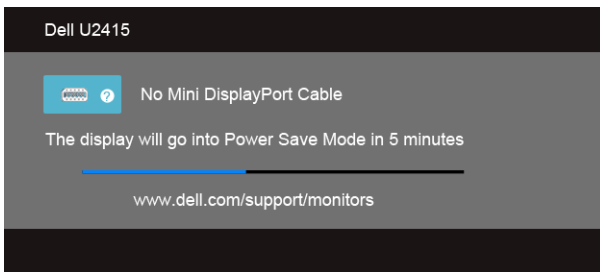 Dell U2415
? No Mini DisplayPort Cable
The display will go into Power Save Mode in 5 minutes
www.dell.com/support/monitors